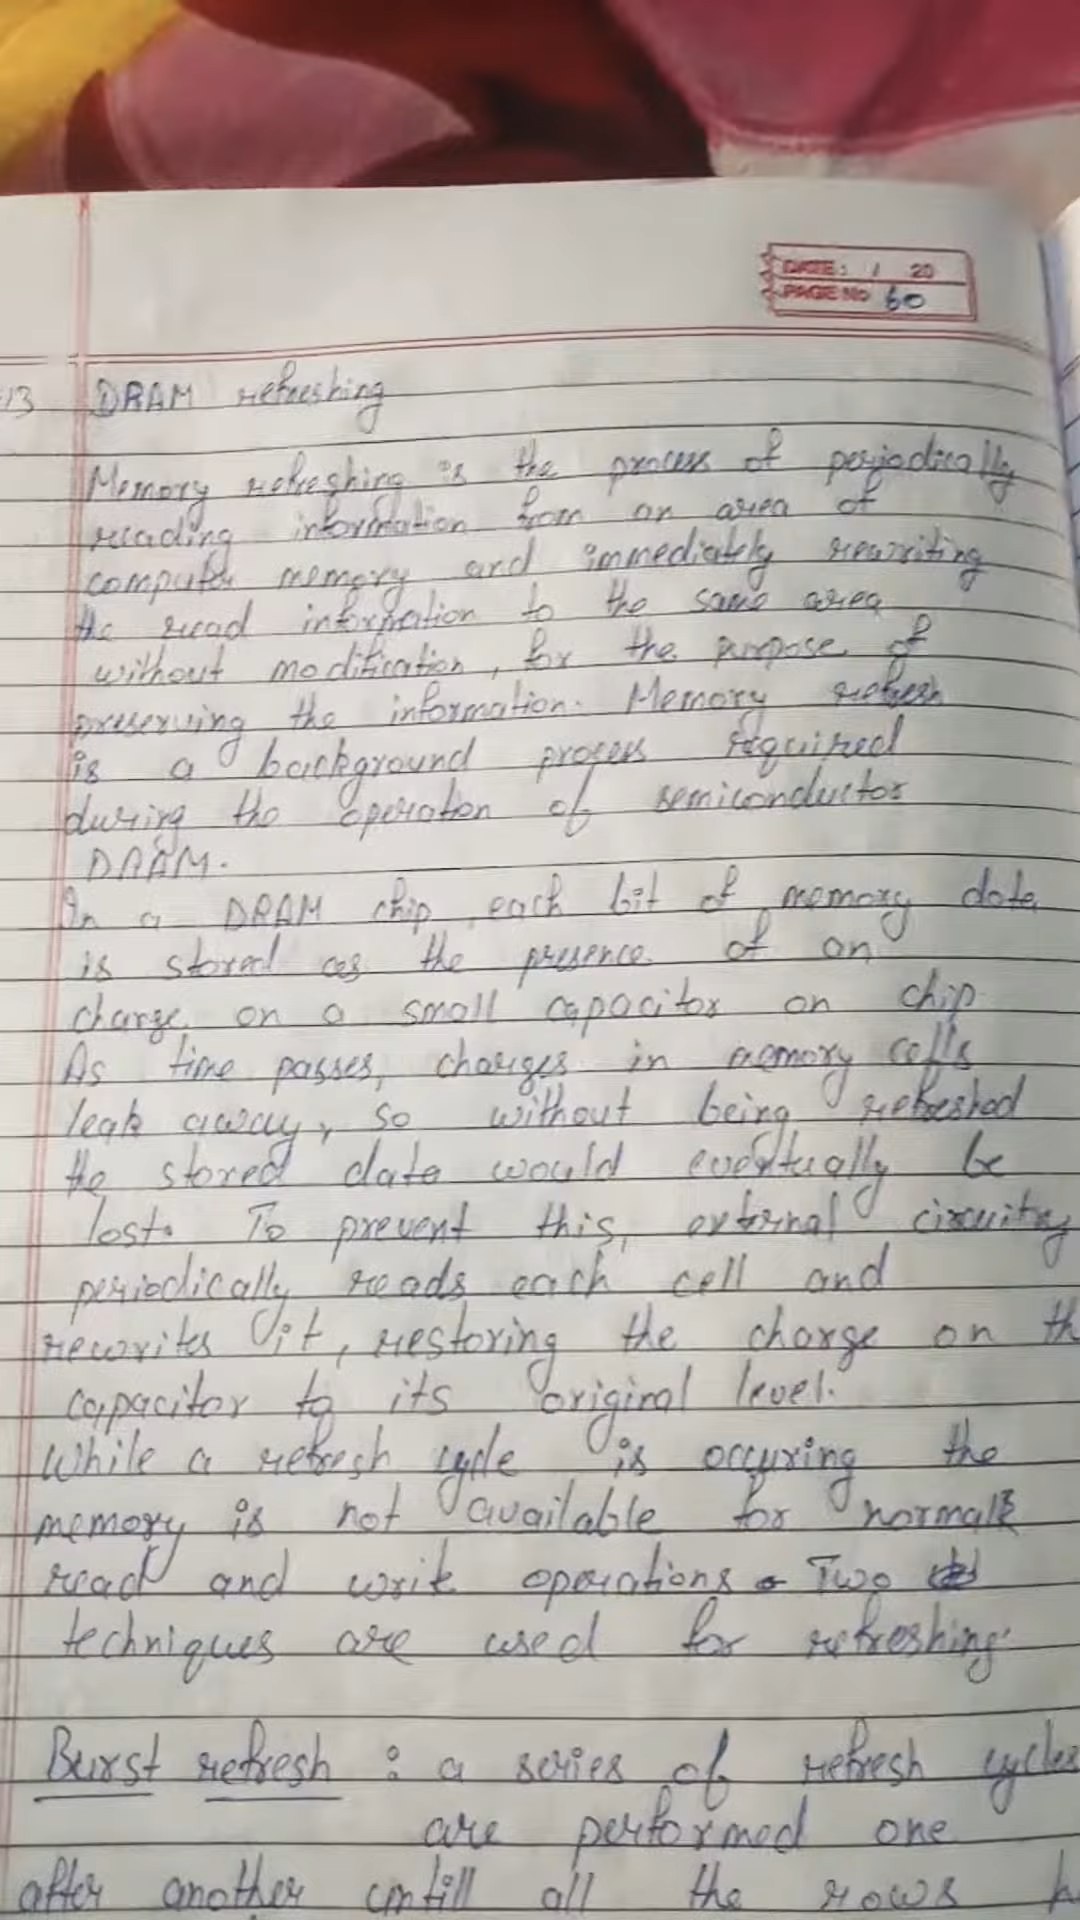 DATE: / 20
PAGE No 60
13 DRAM refreshing
Memory refreshing is the process of periodically
reading information from an area of
computer memory and immediately rewriting
the read information to the same area
without modification, for the purpose of
preserving the information. Memory refresh
is a background process required
during the operation of semiconductor
DRAM.
In a DRAM chip, each bit of memory data
is stored as the presence of an
charge on a small capacitor on chip.
As time passes, charges in memory cells
leak away, so without being refreshed
the stored data would eventually be
lost. To prevent this, external circuitry
periodically reads each cell and
rewrites it, restoring the charge on th
capacitor to its original level.
While a refresh cycle is occuring the
memory is not available for normal
read and write operations. Two
techniques are used for refreshing.
Burst refresh : a series of refresh cycles
are performed one
after another untill all the rows h